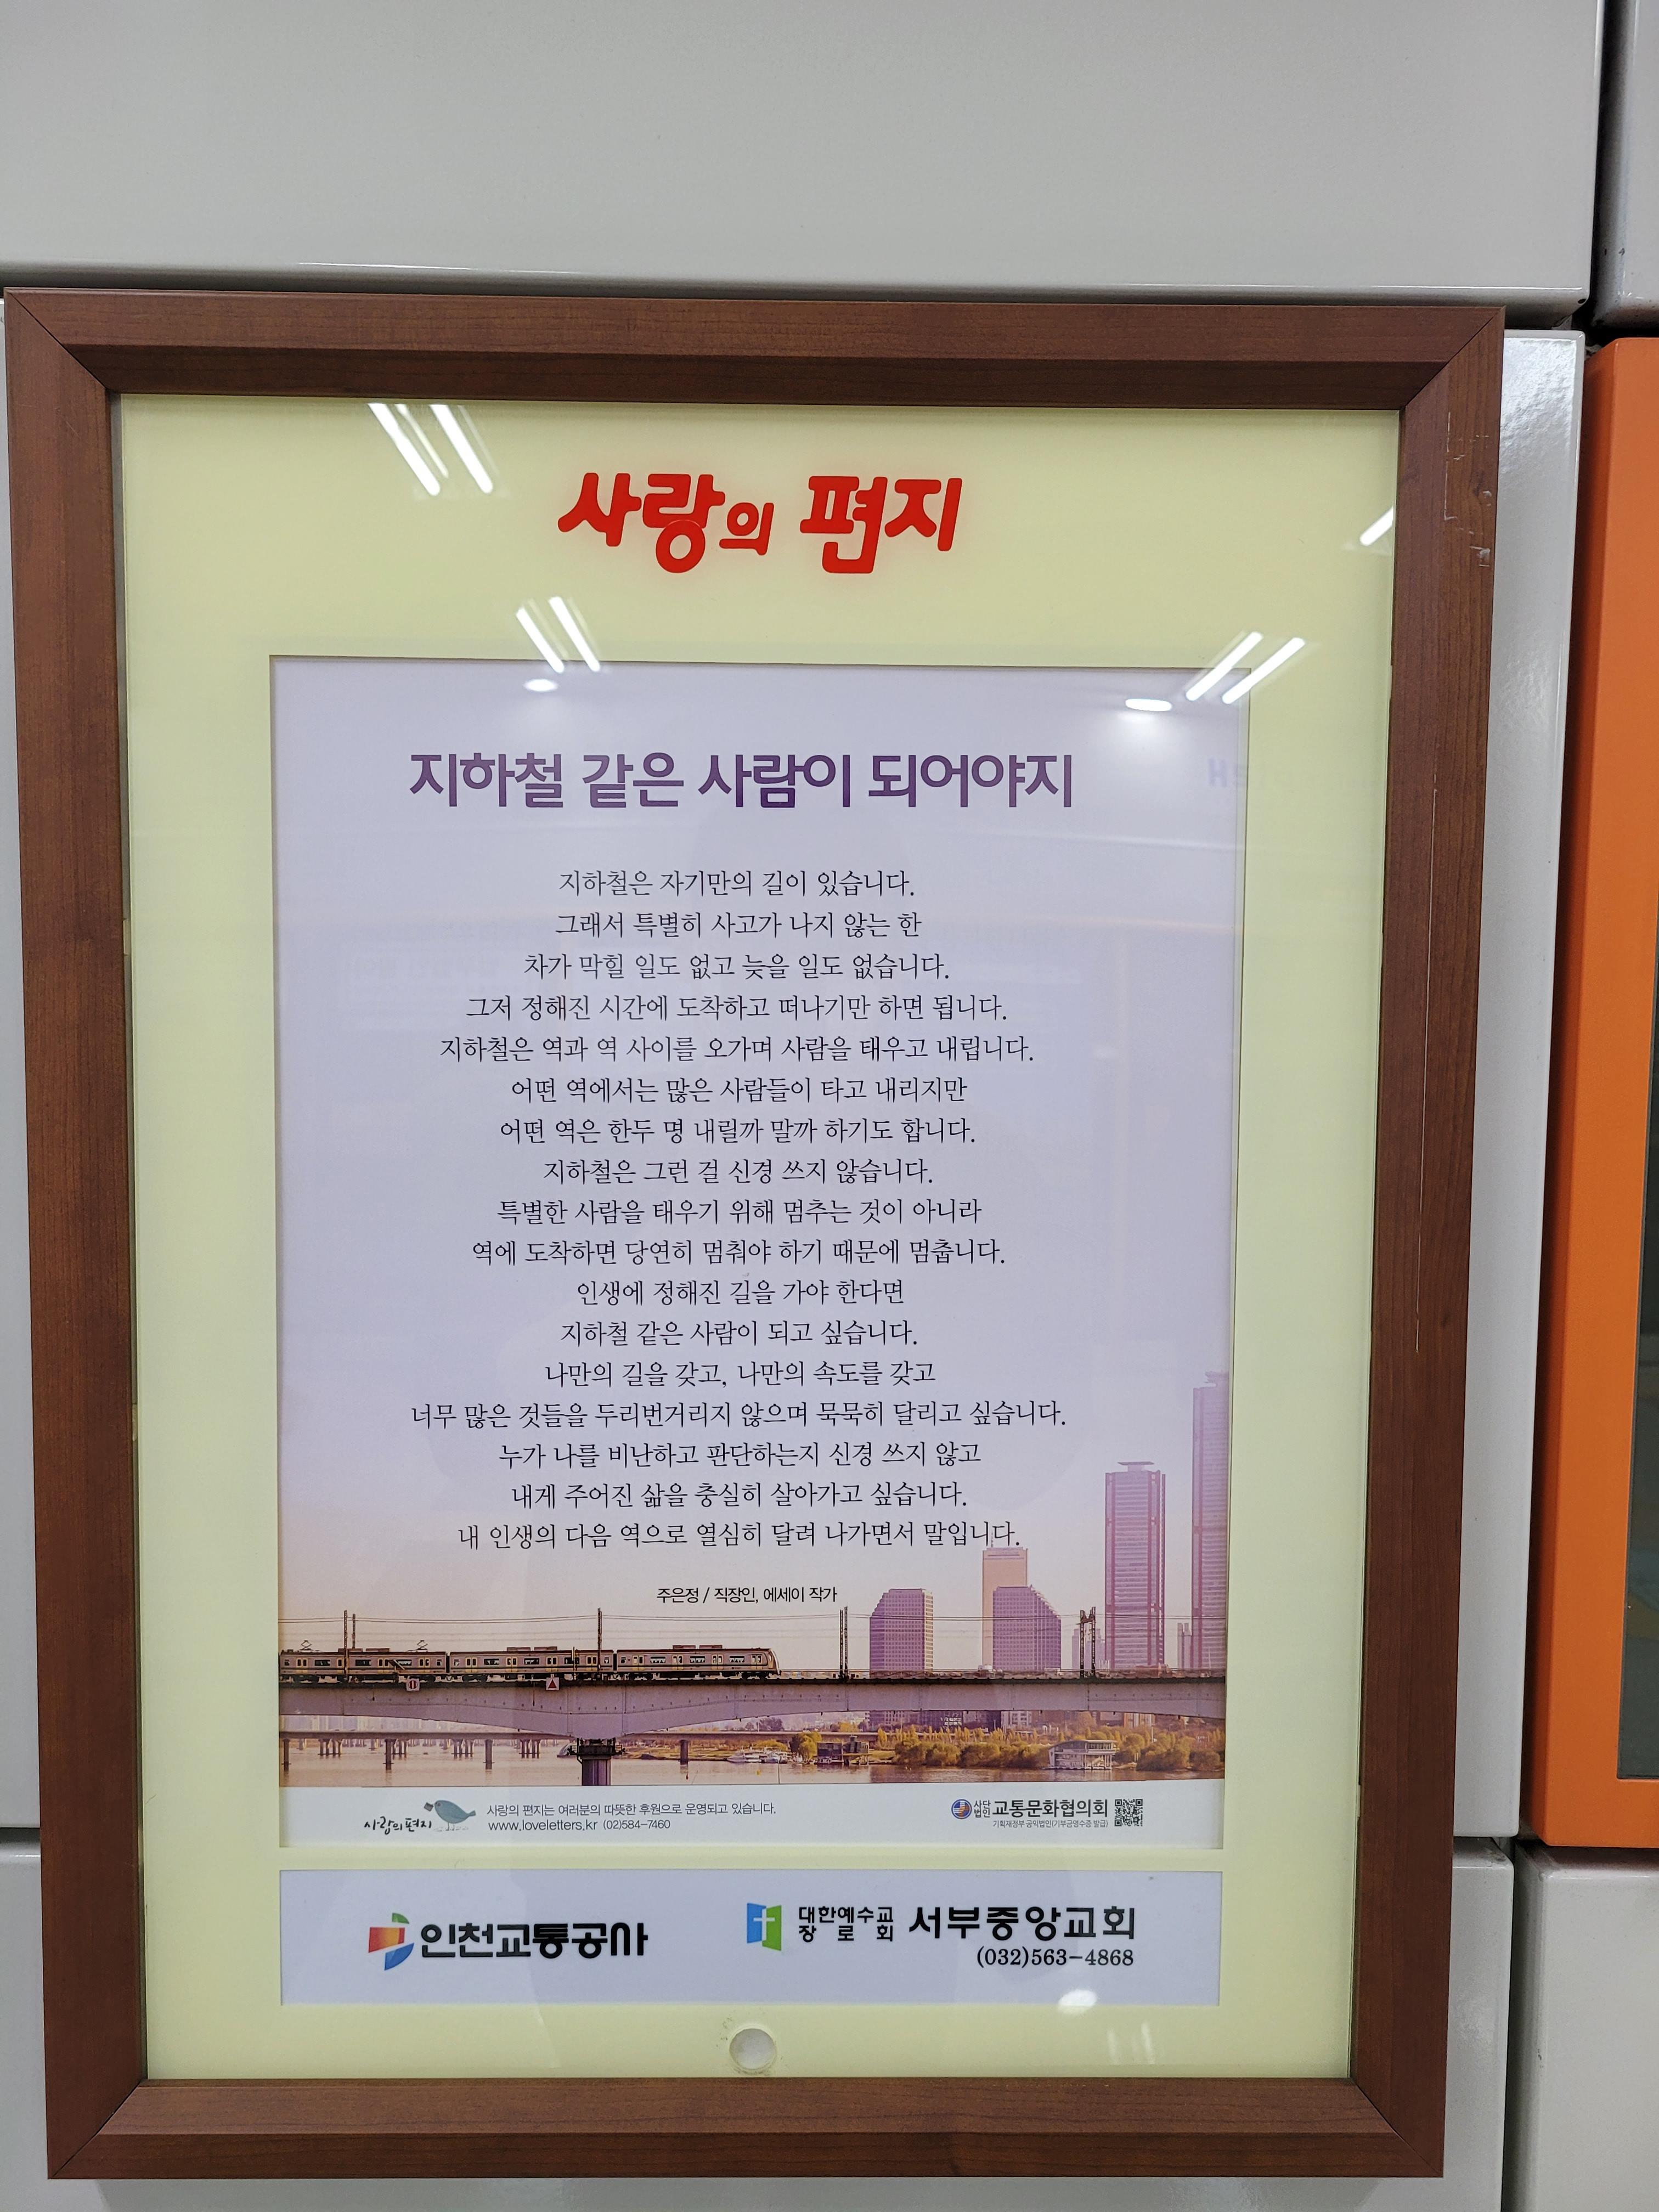 사랑의 편지
지하철 같은 사람이 되어야지
지하철은 자기만의 길이 있습니다.
그래서 특별히 사고가 나지 않는 한
차가 막힐 일도 없고 늦을 일도 없습니다.
그저 정해진 시간에 도착하고 떠나기만 하면 됩니다.
지하철은 역과 역 사이를 오가며 사람을 태우고 내립니다.
어떤 역에서는 많은 사람들이 타고 내리지만
어떤 역은 한두 명 내릴까 말까 하기도 합니다.
지하철은 그런 걸 신경 쓰지 않습니다.
특별한 사람을 태우기 위해 멈추는 것이 아니라
역에 도착하면 당연히 멈춰야 하기 때문에 멈춥니다.
인생에 정해진 길을 가야 한다면
지하철 같은 사람이 되고 싶습니다.
나만의 길을 갖고, 나만의 속도를 갖고
너무 많은 것들을 두리번거리지 않으며 묵묵히 달리고 싶습니다.
누가 나를 비난하고 판단하는지 신경 쓰지 않고
내게 주어진 삶을 충실히 살아가고 싶습니다.
내 인생의 다음 역으로 열심히 달려 나가면서 말입니다.
주은정 / 직장인, 에세이 작가
사랑의 편지
사랑의 편지는 여러분의 따뜻한 후원으로 운영되고 있습니다.
www.loveletters.kr (02)584-7460
사단법인 교통문화협의회
기획재정부 공익법인(기부금영수증 발급)
인천교통공사
대한예수교장로회 서부중앙교회
(032)563-4868